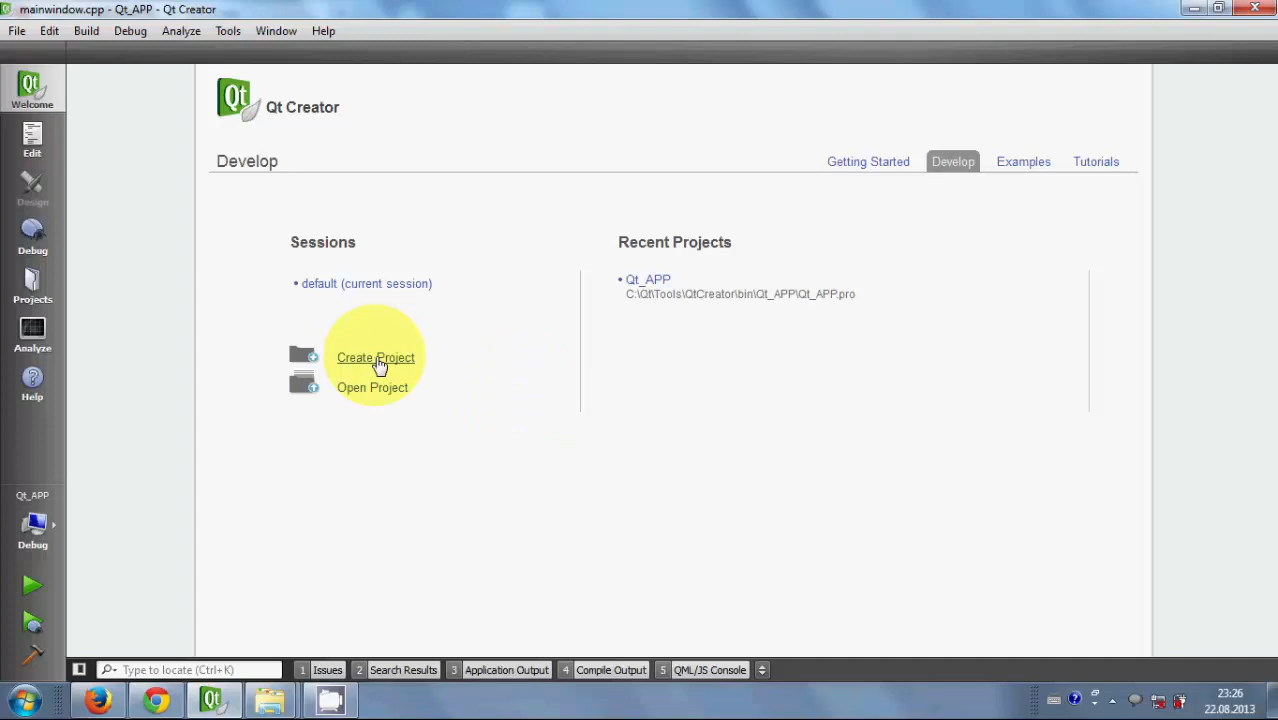 mainwindow.cpp - Qt_APP - Qt Creator
File Edit Build Debug Analyze Tools Window Help
Qt
Welcome
Edit
Design
Debug
Projects
Analyze
Help
Qt_APP
Debug
Qt Qt Creator
Develop
Getting Started Develop Examples Tutorials
Sessions
• default (current session)
Create Project
Open Project
Recent Projects
• Qt_APP
C:\Qt\Tools\QtCreator\bin\Qt_APP\Qt_APP.pro
Type to locate (Ctrl+K) 1 Issues 2 Search Results 3 Application Output 4 Compile Output 5 QML/JS Console
Qt
23:26
22.08.2013